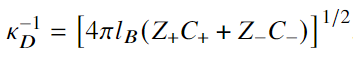 κ_D^{-1} = [4πl_B(Z_+C_+ + Z_-C_-)]^{1/2}